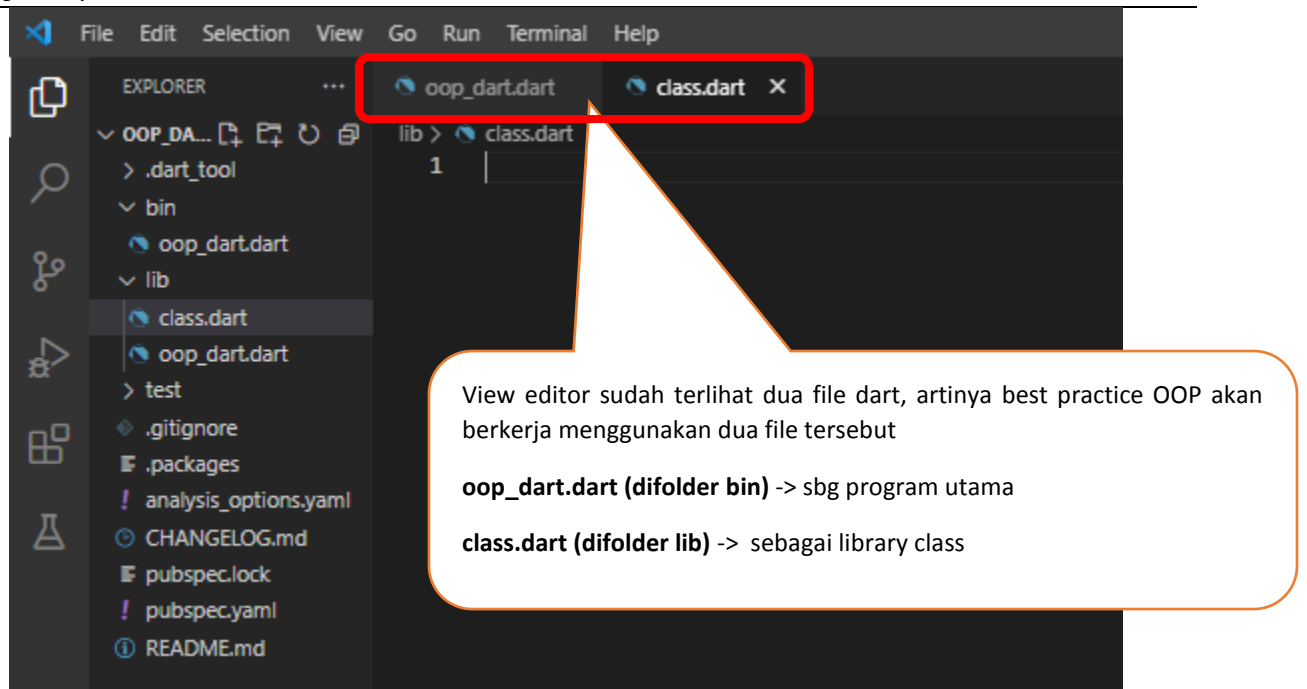 File Edit Selection View Go Run Terminal Help
EXPLORER ...
oop_dart.dart class.dart
OOP_DA...
lib > class.dart
1
.dart_tool
bin
oop_dart.dart
lib
class.dart
oop_dart.dart
test
.gitignore
.packages
analysis_options.yaml
CHANGELOG.md
pubspec.lock
pubspec.yaml
README.md
View editor sudah terlihat dua file dart, artinya best practice OOP akan
berkerja menggunakan dua file tersebut
oop_dart.dart (difolder bin) -> sbg program utama
class.dart (difolder lib) -> sebagai library class